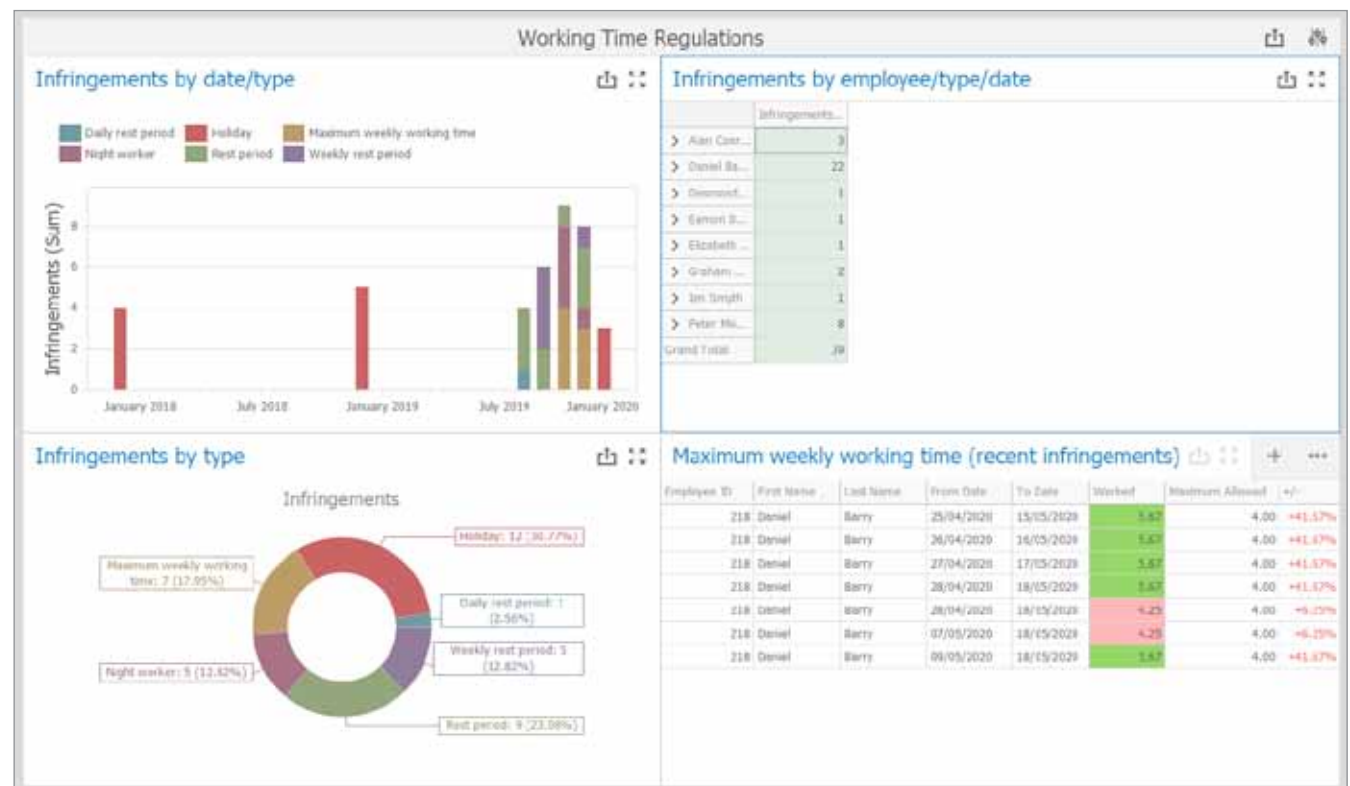 Working Time Regulations
Infringements by date/type
Daily rest period Holiday Maximum weekly working time
Night worker Rest period Weekly rest period
Infringements (Sum)
8
6
4
2
0
January 2018 July 2018 January 2019 July 2019 January 2020
Infringements by employee/type/date
Infringements...
Alan Conr... 3
Daniel Ba... 22
1
Eamon D... 1
Elizabeth ... 1
Graham ... 2
Smyth 1
Peter Mc... 8
Grand Total 39
Infringements by type
Infringements
Holiday: 12 (30.77%)
Maximum weekly working
time: 7 (17.95%)
Daily rest period: 1
(2.56%)
Weekly rest period: 5
(12.82%)
Night worker: 5 (12.82%)
Rest period: 9 (23.08%)
Maximum weekly working time (recent infringements)
Employee ID First Name Last Name From Date To Date Worked Maximum Allowed +/-
218 Daniel Barry 25/04/2020 15/05/2020 5.67 4.00 +41.67%
218 Daniel Barry 26/04/2020 16/05/2020 5.67 4.00 +41.67%
218 Daniel Barry 27/04/2020 17/05/2020 5.67 4.00 +41.67%
218 Daniel Barry 28/04/2020 18/05/2020 5.67 4.00 +41.67%
218 Daniel Barry 28/04/2020 18/05/2020 4.25 4.00 +6.25%
218 Daniel Barry 07/05/2020 18/05/2020 4.25 4.00 +6.25%
218 Daniel Barry 09/05/2020 18/05/2020 5.67 4.00 +41.67%